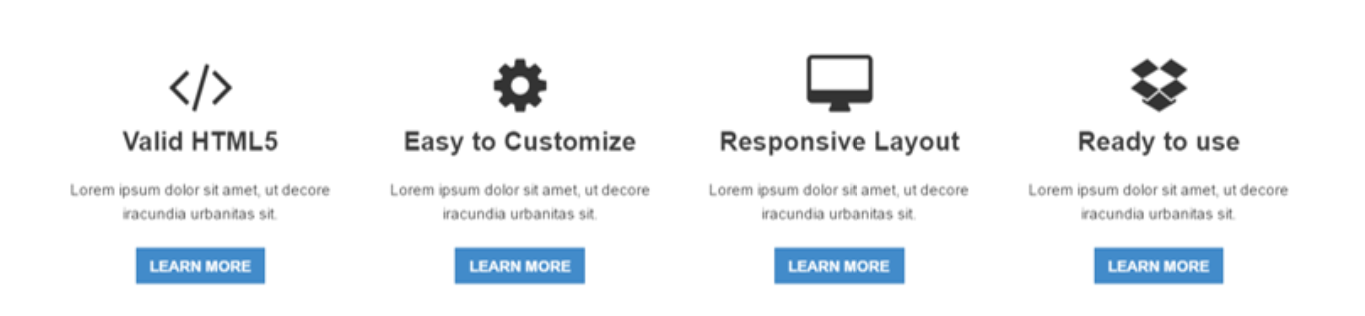 Valid HTML5
Lorem ipsum dolor sit amet, ut decore
iracundia urbanitas sit.
LEARN MORE
Easy to Customize
Lorem ipsum dolor sit amet, ut decore
iracundia urbanitas sit.
LEARN MORE
Responsive Layout
Lorem ipsum dolor sit amet, ut decore
iracundia urbanitas sit.
LEARN MORE
Ready to use
Lorem ipsum dolor sit amet, ut decore
iracundia urbanitas sit.
LEARN MORE